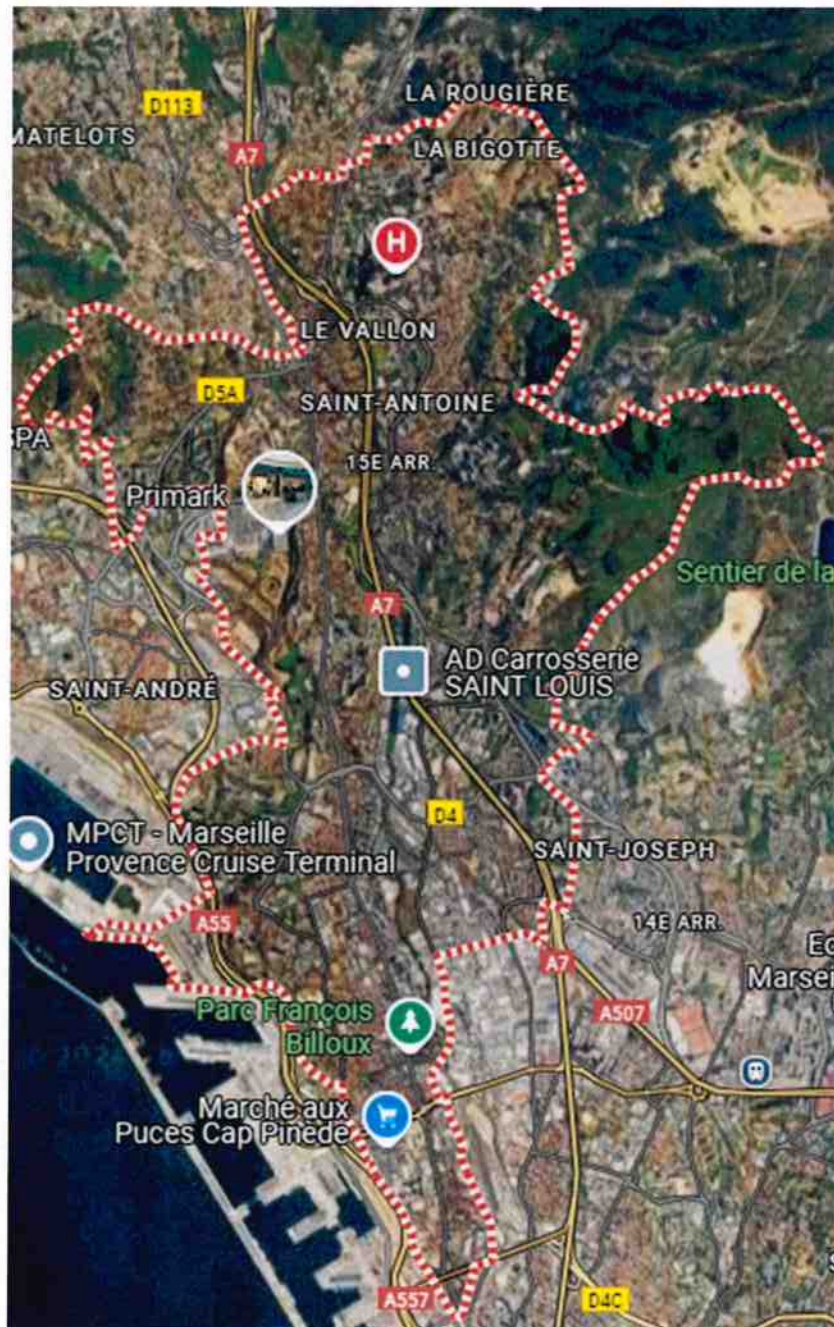 LA ROUGIÈRE
D113
MATELOTS
A7
LA BIGOTTE
H
LE VALLON
D5A
SAINT-ANTOINE
SPA
15E ARR.
Primark
Sentier de la
A7
AD Carrosserie
SAINT LOUIS
SAINT-ANDRÉ
D4
MPCT - Marseille
Provence Cruise Terminal
SAINT-JOSEPH
A55
14E ARR.
A7
Parc François
Billoux
A507
Marché aux
Puces Cap Pinède
A557
D4C